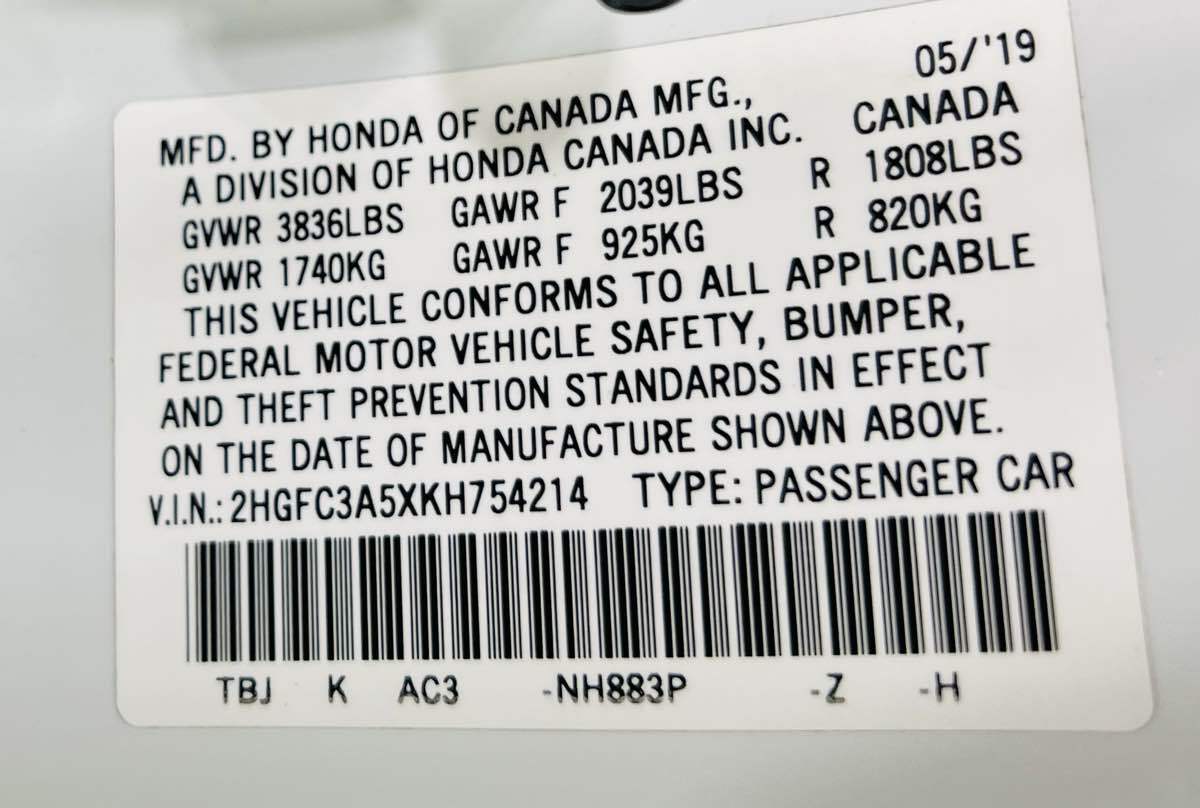 05/'19
MFD. BY HONDA OF CANADA MFG.,
A DIVISION OF HONDA CANADA INC. CANADA
GVWR 3836LBS GAWR F 2039LBS R 1808LBS
GVWR 1740KG GAWR F 925KG R 820KG
THIS VEHICLE CONFORMS TO ALL APPLICABLE
FEDERAL MOTOR VEHICLE SAFETY, BUMPER,
AND THEFT PREVENTION STANDARDS IN EFFECT
ON THE DATE OF MANUFACTURE SHOWN ABOVE.
V.I.N.: 2HGFC3A5XKH754214 TYPE: PASSENGER CAR
TBJ K AC3 -NH883P -Z -H